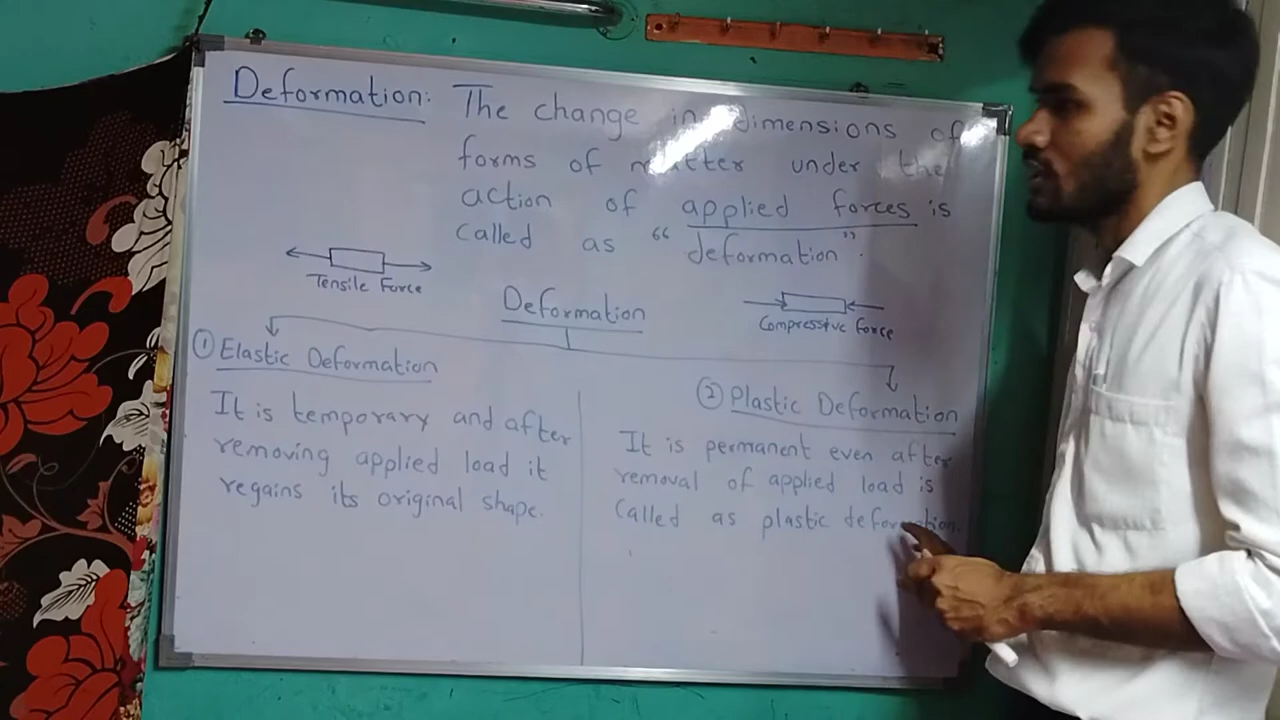 Deformation: The change in dimensions of
forms of matter under the
action of applied forces is
called as "deformation".
Tensile Force
Deformation
Compressive force
① Elastic Deformation
It is temporary and after
removing applied load it
regains its original shape.
② Plastic Deformation
It is permanent even after
removal of applied load is
called as plastic deformation.